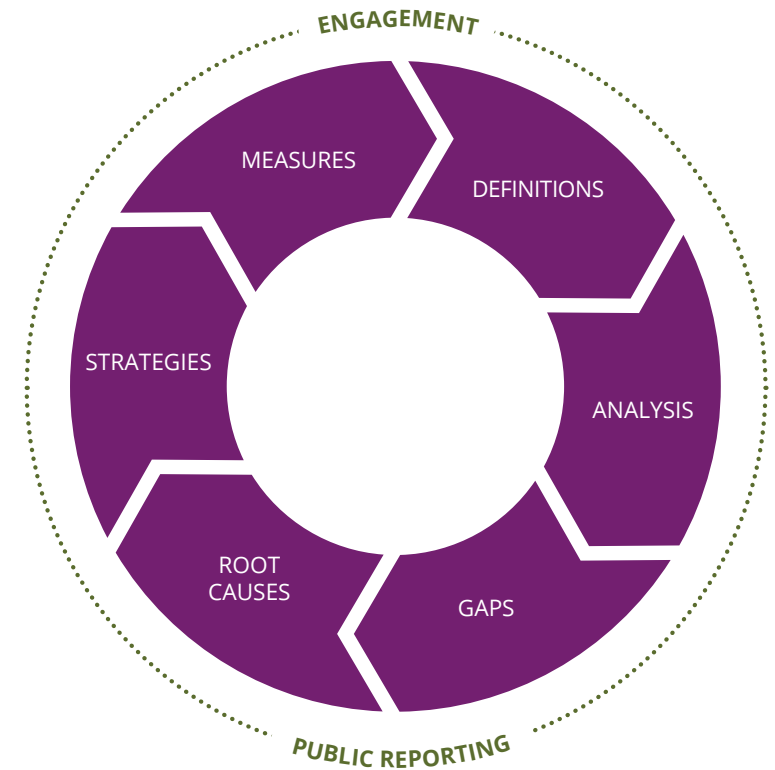 ENGAGEMENT
MEASURES
DEFINITIONS
STRATEGIES
ANALYSIS
ROOT
CAUSES
GAPS
PUBLIC REPORTING